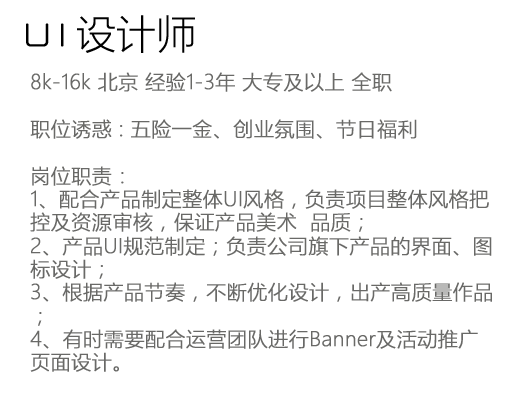 UI 设计师
8k-16k 北京 经验1-3年 大专及以上 全职
职位诱惑：五险一金、创业氛围、节日福利
岗位职责：
1、配合产品制定整体UI风格，负责项目整体风格把
控及资源审核，保证产品美术  品质；
2、产品UI规范制定；负责公司旗下产品的界面、图
标设计；
3、根据产品节奏，不断优化设计，出产高质量作品
；
4、有时需要配合运营团队进行Banner及活动推广
页面设计。